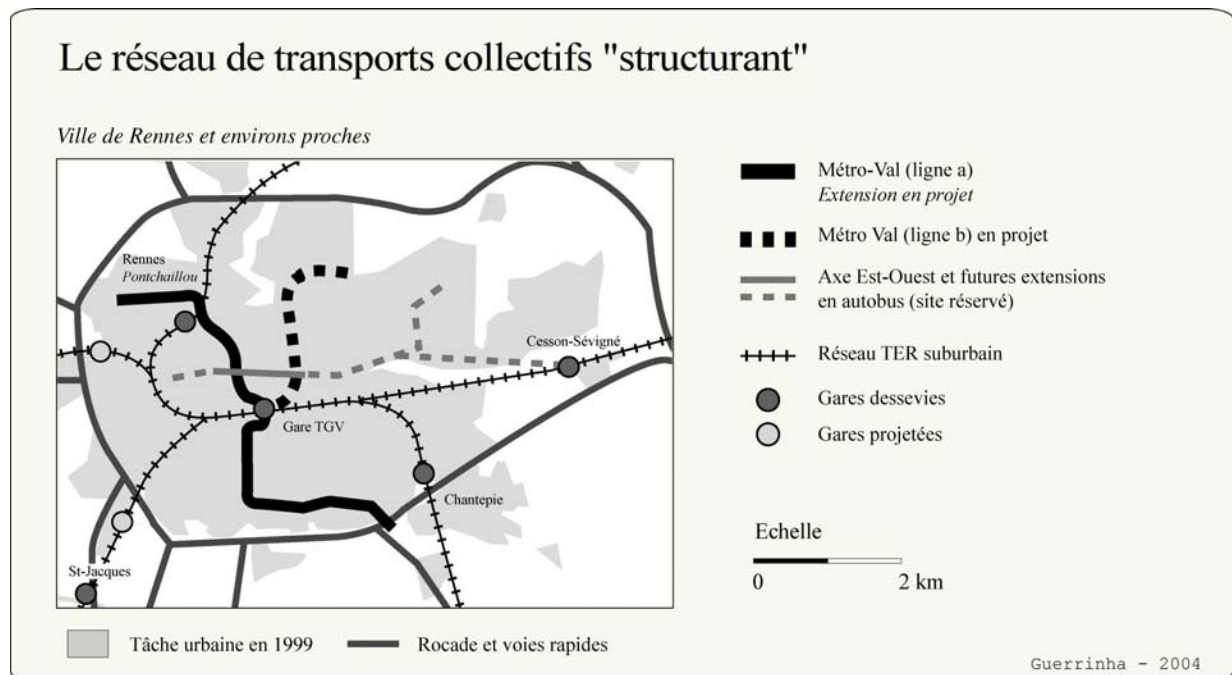 Le réseau de transports collectifs "structurant"
Ville de Rennes et environs proches
Rennes
Pontchaillou
Cesson-Sévigné
Gare TGV
Chantepie
St-Jacques
Métro-Val (ligne a)
Extension en projet
Métro Val (ligne b) en projet
Axe Est-Ouest et futures extensions
en autobus (site réservé)
Réseau TER suburbain
Gares dessevies
Gares projetées
Echelle
0 2 km
Tâche urbaine en 1999 Rocade et voies rapides
Guerrinha - 2004